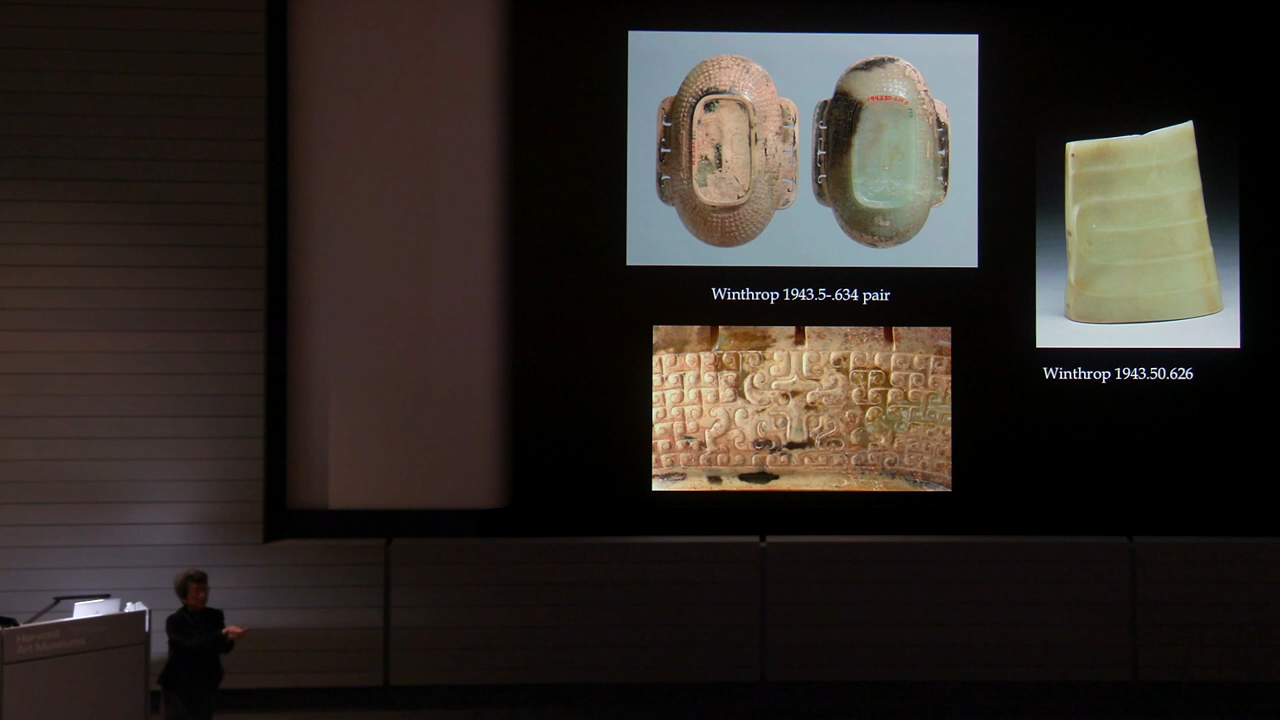 Winthrop 1943.5-.634 pair
Winthrop 1943.50.626
Harvard
Art Museums